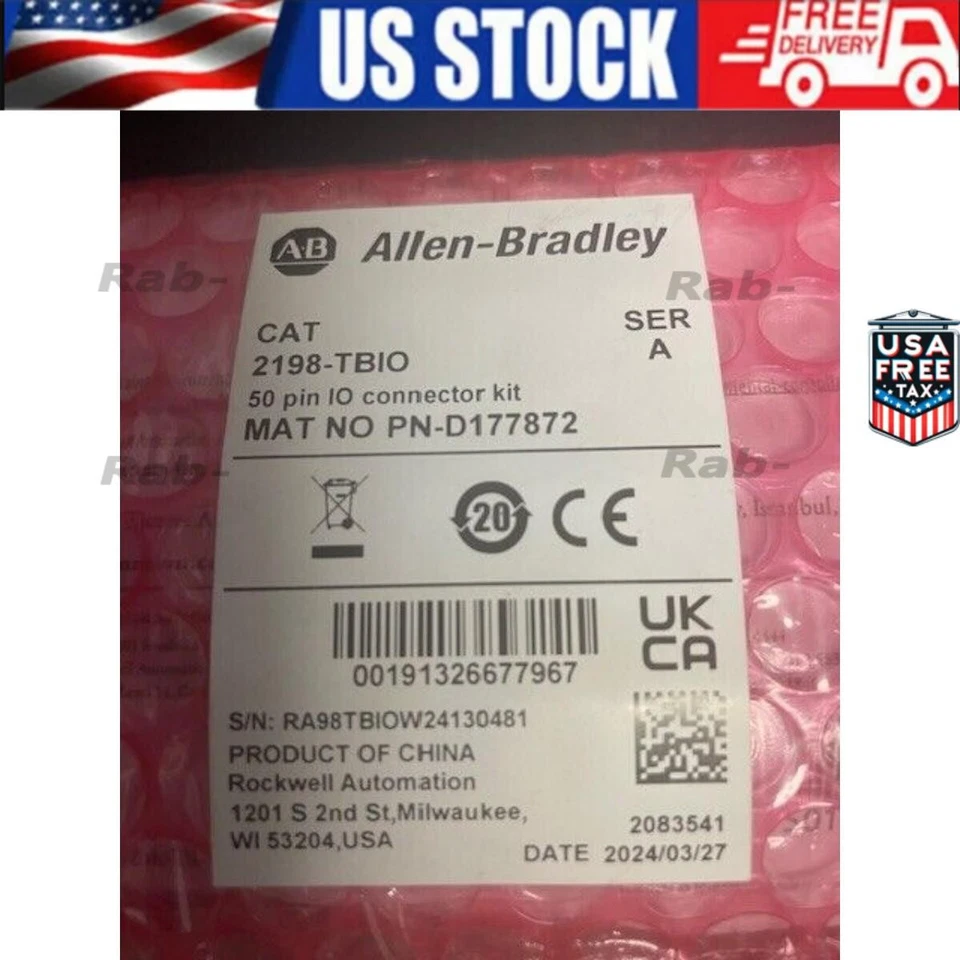 US STOCK
FREE
DELIVERY
A-B Allen-Bradley
Rab-
Rab-
CAT
SER
2198-TBIO
A
50 pin IO connector kit
MAT NO PN-D177872
USA
FREE
TAX
Rab-
Rab-
20
CE
Istanbul,
UK
CA
00191326677967
S/N: RA98TBIOW24130481
PRODUCT OF CHINA
Rockwell Automation
1201 S 2nd St,Milwaukee,
WI 53204,USA
2083541
DATE 2024/03/27